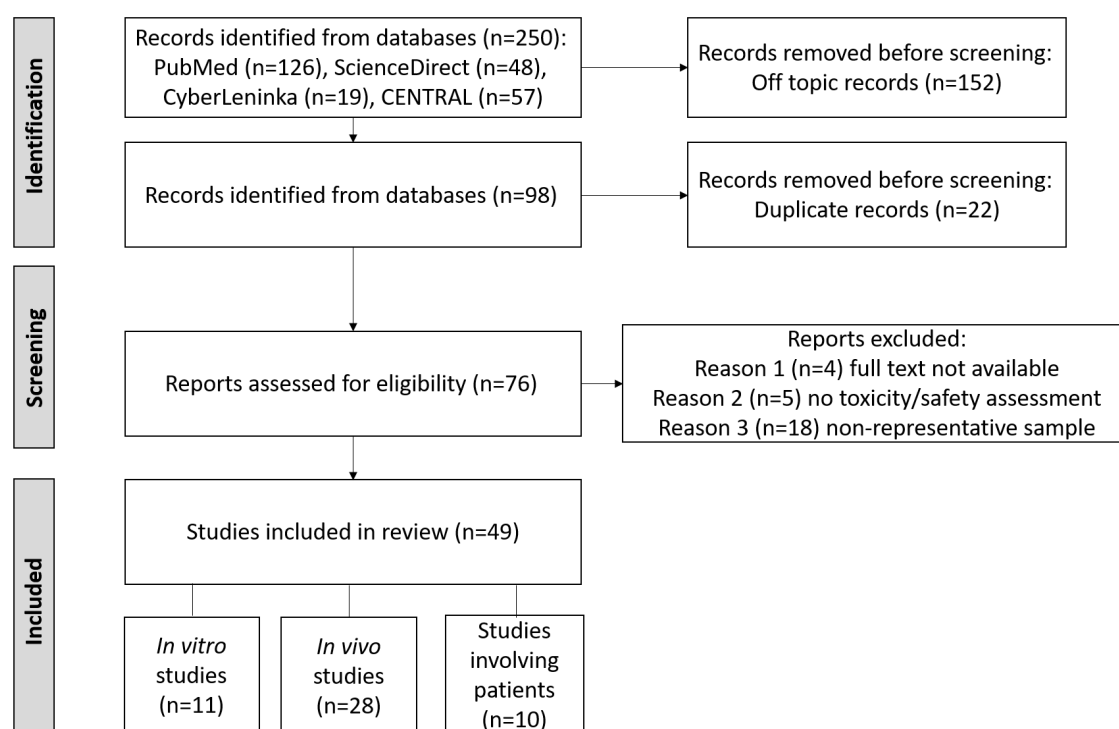 Identification
Records identified from databases (n=250):
PubMed (n=126), ScienceDirect (n=48),
CyberLeninka (n=19), CENTRAL (n=57)
Records removed before screening:
Off topic records (n=152)
Records identified from databases (n=98)
Records removed before screening:
Duplicate records (n=22)
Screening
Reports assessed for eligibility (n=76)
Reports excluded:
Reason 1 (n=4) full text not available
Reason 2 (n=5) no toxicity/safety assessment
Reason 3 (n=18) non-representative sample
Included
Studies included in review (n=49)
In vitro
studies
(n=11)
In vivo
studies
(n=28)
Studies
involving
patients
(n=10)